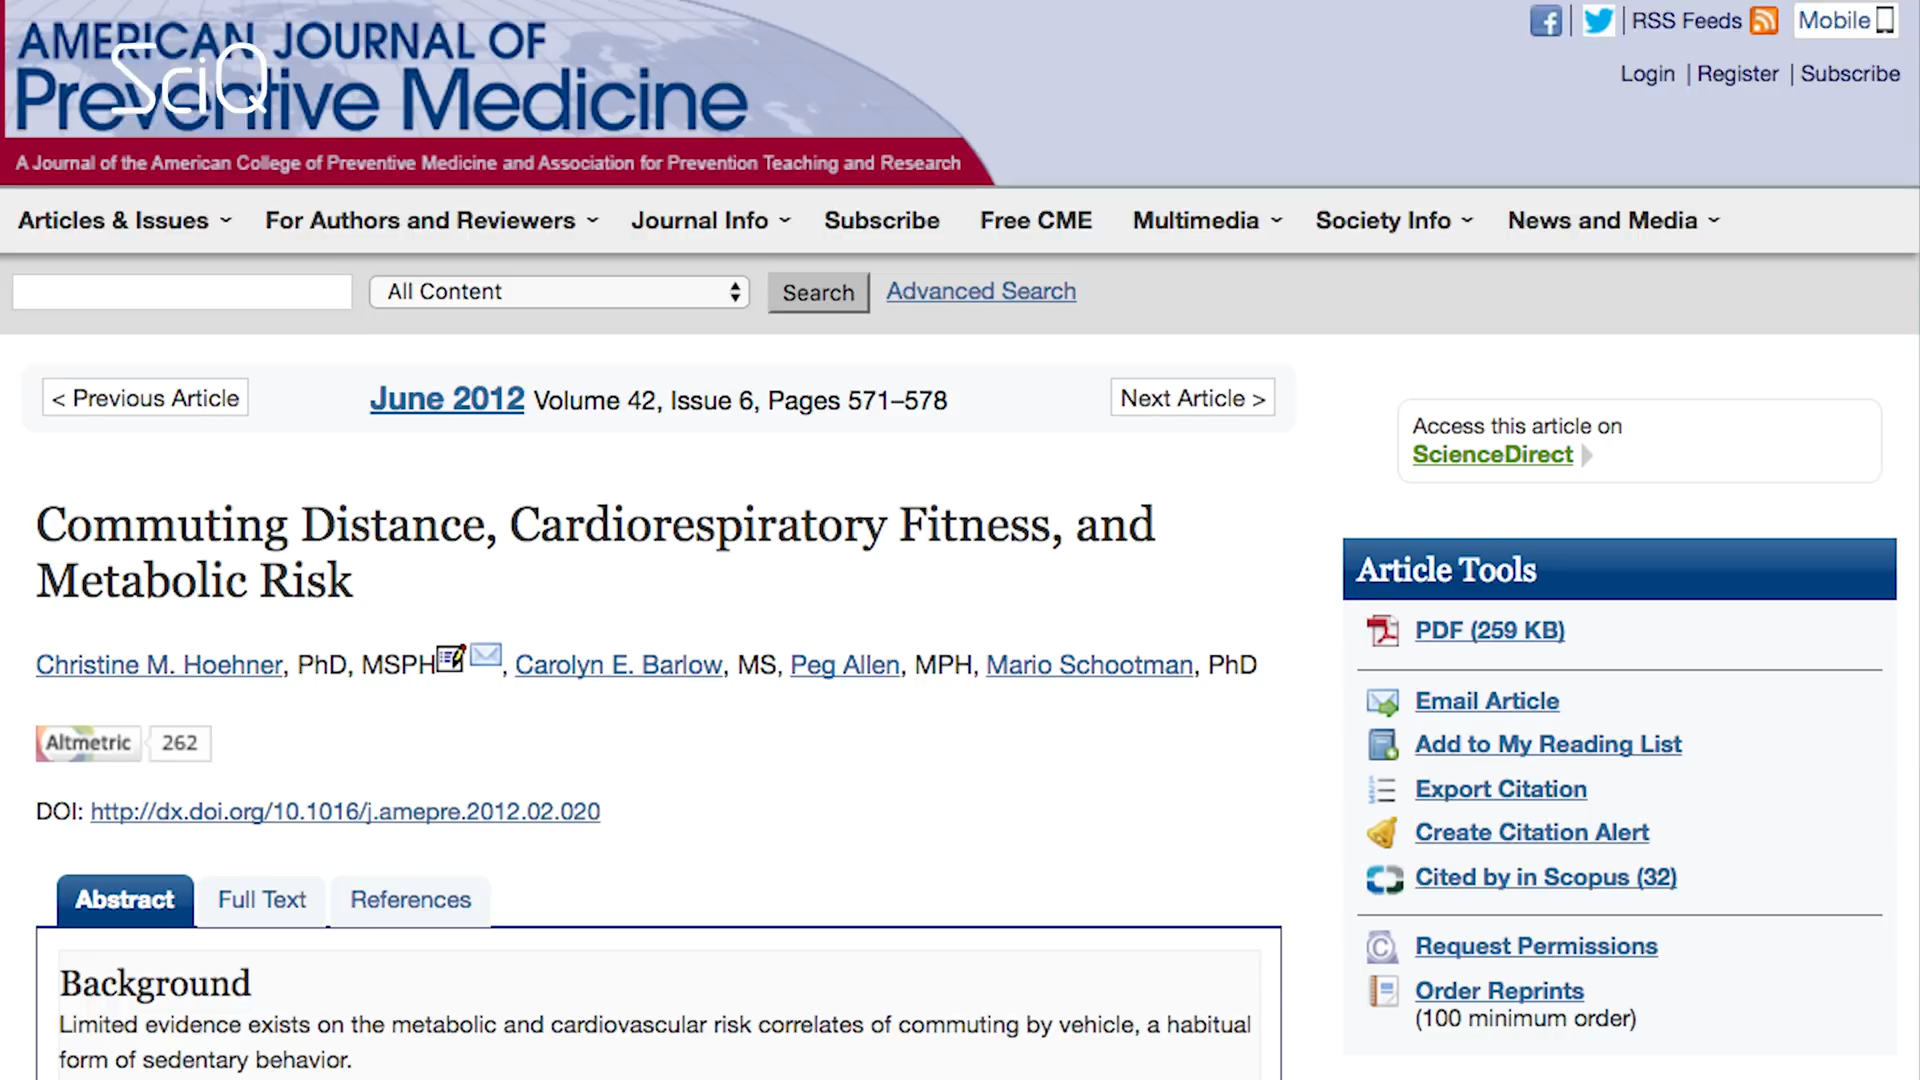 AMERICAN JOURNAL OF
Preventive Medicine
SciQ
A Journal of the American College of Preventive Medicine and Association for Prevention Teaching and Research
RSS Feeds Mobile
Login | Register | Subscribe
Articles & Issues For Authors and Reviewers Journal Info Subscribe Free CME Multimedia Society Info News and Media
All Content Search Advanced Search
< Previous Article June 2012 Volume 42, Issue 6, Pages 571–578 Next Article >
Commuting Distance, Cardiorespiratory Fitness, and
Metabolic Risk
Christine M. Hoehner, PhD, MSPH, Carolyn E. Barlow, MS, Peg Allen, MPH, Mario Schootman, PhD
Altmetric 262
DOI: http://dx.doi.org/10.1016/j.amepre.2012.02.020
Abstract Full Text References
Background
Limited evidence exists on the metabolic and cardiovascular risk correlates of commuting by vehicle, a habitual
form of sedentary behavior.
Access this article on
ScienceDirect
Article Tools
PDF (259 KB)
Email Article
Add to My Reading List
Export Citation
Create Citation Alert
Cited by in Scopus (32)
Request Permissions
Order Reprints
(100 minimum order)